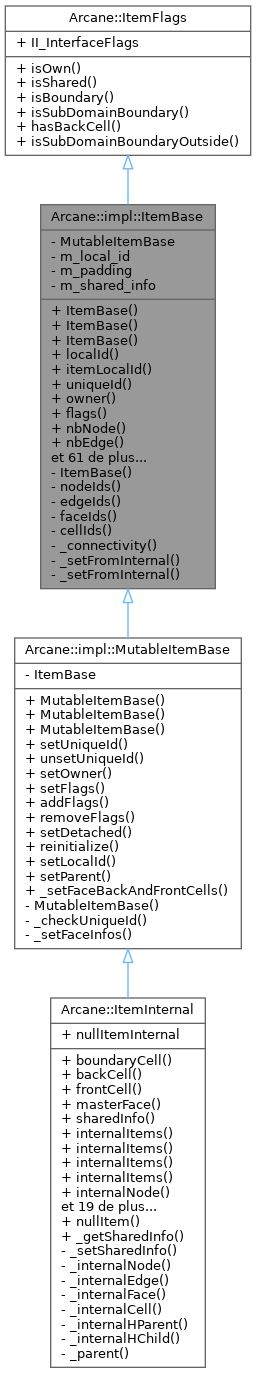 Arcane::ItemFlags
+ II_InterfaceFlags
+ isOwn()
+ isShared()
+ isBoundary()
+ isSubDomainBoundary()
+ hasBackCell()
+ isSubDomainBoundaryOutside()
Arcane::impl::ItemBase
- MutableItemBase
- m_local_id
- m_padding
- m_shared_info
+ ItemBase()
+ ItemBase()
+ ItemBase()
+ localId()
+ itemLocalId()
+ uniqueId()
+ owner()
+ flags()
+ nbNode()
+ nbEdge()
et 61 de plus...
- ItemBase()
- nodeIds()
- edgeIds()
- faceIds()
- cellIds()
- _connectivity()
- _setFromInternal()
- _setFromInternal()
Arcane::impl::MutableItemBase
- ItemBase
+ MutableItemBase()
+ MutableItemBase()
+ MutableItemBase()
+ setUniqueId()
+ unsetUniqueId()
+ setOwner()
+ setFlags()
+ addFlags()
+ removeFlags()
+ setDetached()
+ reinitialize()
+ setLocalId()
+ setParent()
+ _setFaceBackAndFrontCells()
- MutableItemBase()
- _checkUniqueId()
- _setFaceInfos()
Arcane::ItemInternal
+ nullItemInternal
+ boundaryCell()
+ backCell()
+ frontCell()
+ masterFace()
+ sharedInfo()
+ internalItems()
+ internalItems()
+ internalItems()
+ internalItems()
+ internalNode()
et 19 de plus...
+ nullItem()
+ _getSharedInfo()
- _setSharedInfo()
- _internalNode()
- _internalEdge()
- _internalFace()
- _internalCell()
- _internalHParent()
- _internalHChild()
- _parent()